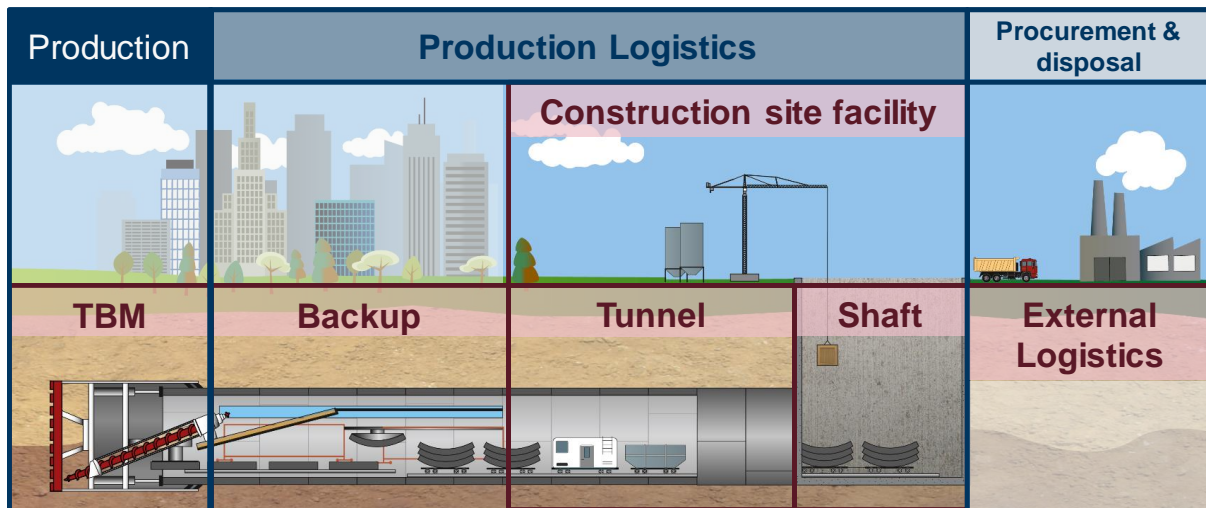 Production
Production Logistics
Procurement &
disposal
Construction site facility
TBM
Backup
Tunnel
Shaft
External
Logistics